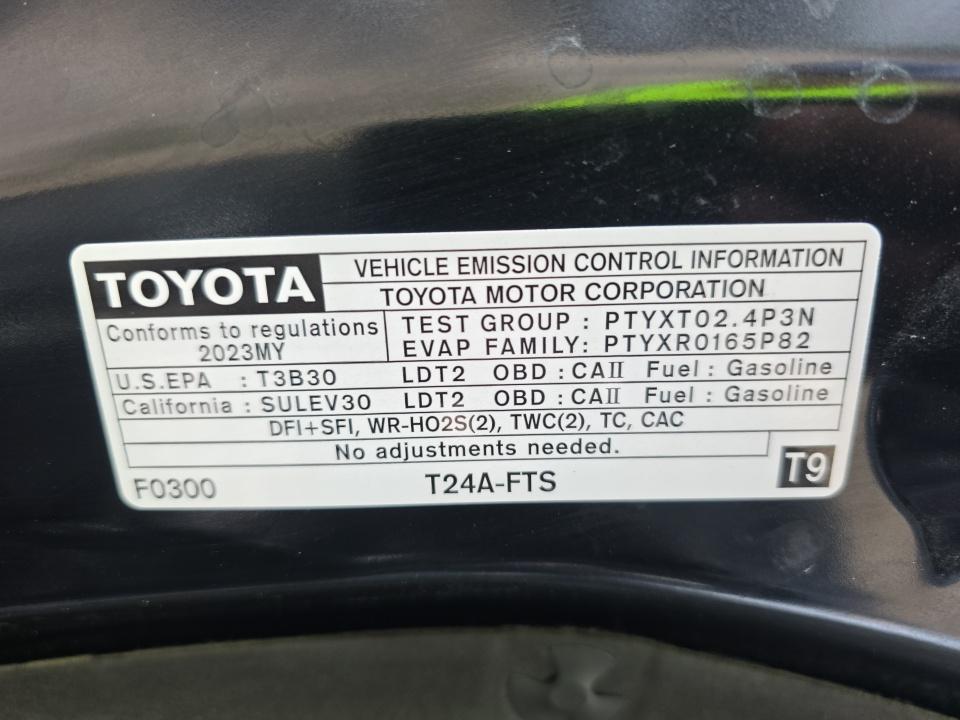 TOYOTA
VEHICLE EMISSION CONTROL INFORMATION
TOYOTA MOTOR CORPORATION
Conforms to regulations
2023MY
TEST GROUP : PTYXT02.4P3N
EVAP FAMILY: PTYXR0165P82
U.S.EPA : T3B30 LDT2 OBD : CAII Fuel : Gasoline
California : SULEV30 LDT2 OBD : CAII Fuel : Gasoline
DFI+SFI, WR-HO2S(2), TWC(2), TC, CAC
No adjustments needed.
F0300 T24A-FTS T9